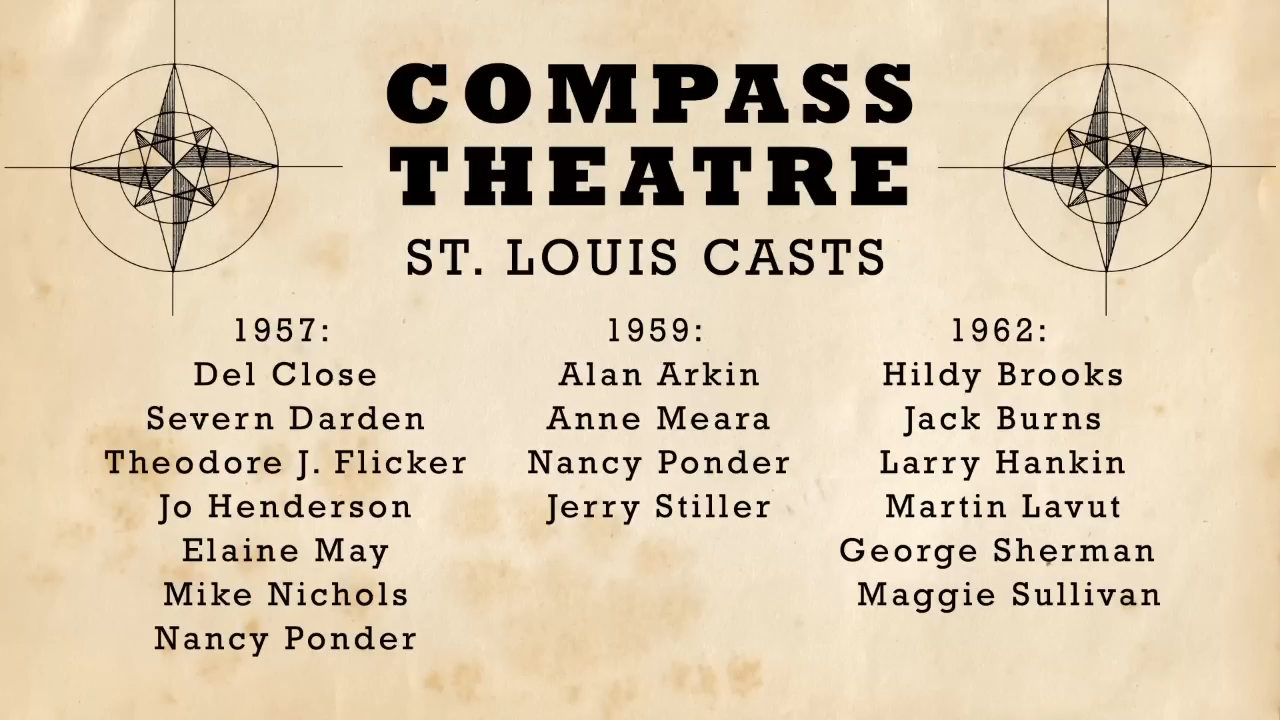 COMPASS
THEATRE
ST. LOUIS CASTS
1957:
Del Close
Severn Darden
Theodore J. Flicker
Jo Henderson
Elaine May
Mike Nichols
Nancy Ponder
1959:
Alan Arkin
Anne Meara
Nancy Ponder
Jerry Stiller
1962:
Hildy Brooks
Jack Burns
Larry Hankin
Martin Lavut
George Sherman
Maggie Sullivan